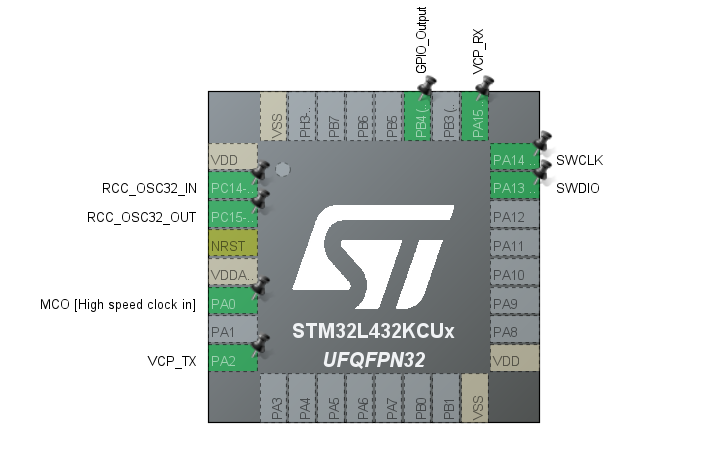 GPIO_Output
VCP_RX
VSS
PH3-..
PB7
PB6
PB5
PB4 (..
PB3 (..
PA15 ..
VDD
PC14-..
PC15-..
NRST
VDDA..
PA0
PA1
PA2
RCC_OSC32_IN
RCC_OSC32_OUT
MCO [High speed clock in]
VCP_TX
PA14 ..
PA13 ..
PA12
PA11
PA10
PA9
PA8
VDD
SWCLK
SWDIO
ST
STM32L432KCUx
UFQFPN32
PA3
PA4
PA5
PA6
PA7
PB0
PB1
VSS